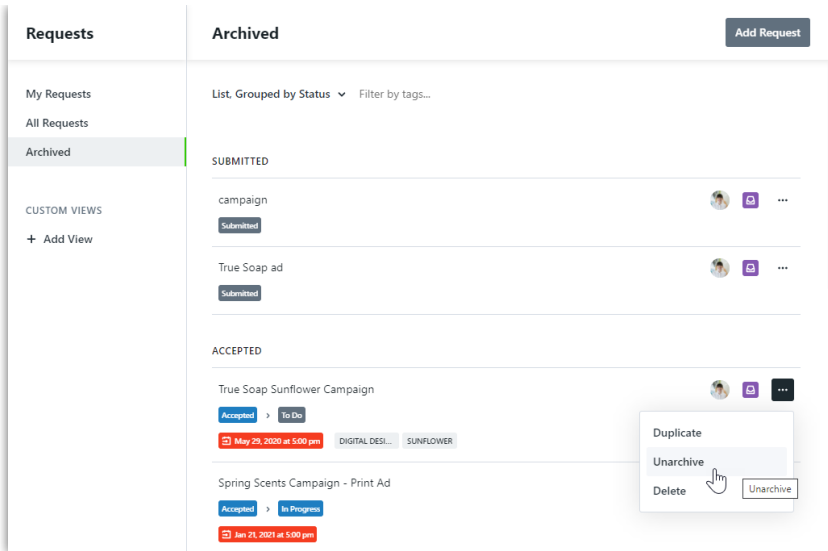 Requests
Archived
Add Request
My Requests
All Requests
Archived
CUSTOM VIEWS
+ Add View
List, Grouped by Status
Filter by tags...
SUBMITTED
campaign
Submitted
True Soap ad
Submitted
ACCEPTED
True Soap Sunflower Campaign
Accepted > To Do
May 29, 2020 at 5:00 pm DIGITAL DESI... SUNFLOWER
Spring Scents Campaign - Print Ad
Accepted > In Progress
Jan 21, 2021 at 5:00 pm
Duplicate
Unarchive
Delete
Unarchive